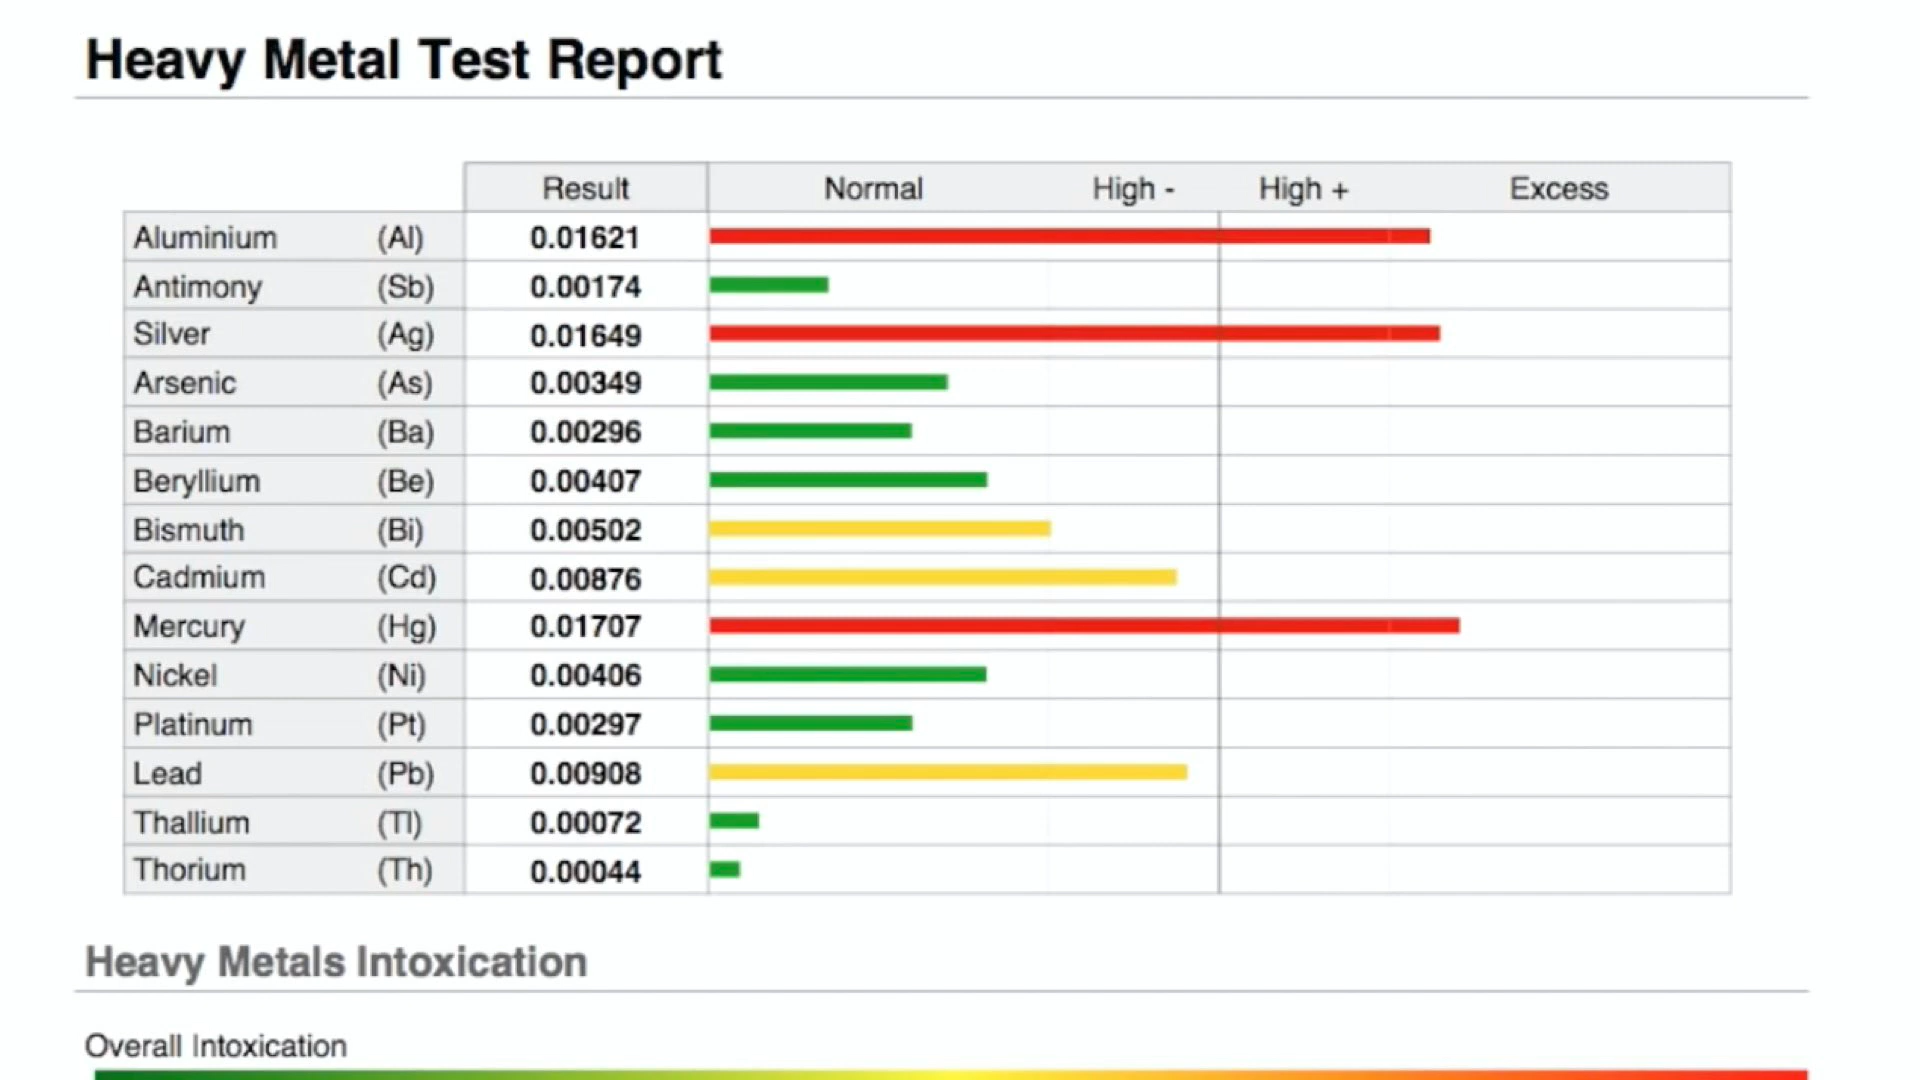 Heavy Metal Test Report
Result Normal High - High + Excess
Aluminium (Al) 0.01621
Antimony (Sb) 0.00174
Silver (Ag) 0.01649
Arsenic (As) 0.00349
Barium (Ba) 0.00296
Beryllium (Be) 0.00407
Bismuth (Bi) 0.00502
Cadmium (Cd) 0.00876
Mercury (Hg) 0.01707
Nickel (Ni) 0.00406
Platinum (Pt) 0.00297
Lead (Pb) 0.00908
Thallium (Tl) 0.00072
Thorium (Th) 0.00044
Heavy Metals Intoxication
Overall Intoxication